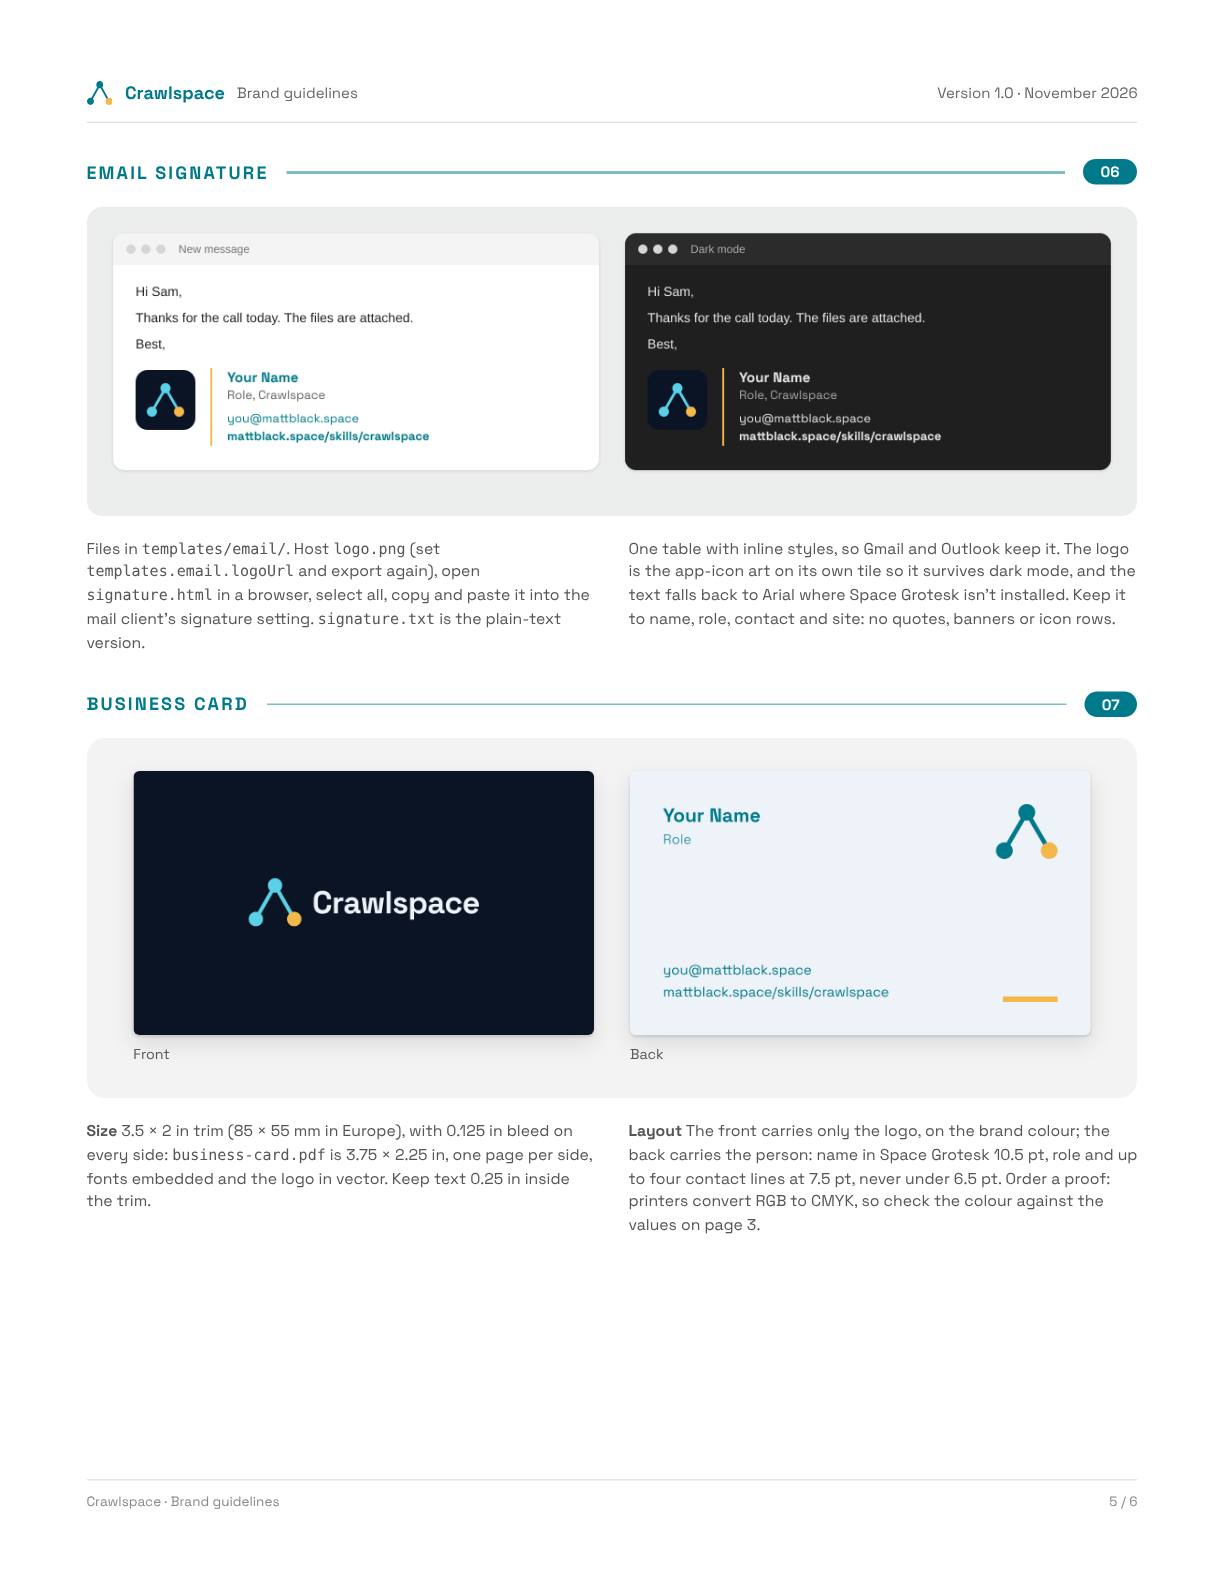 Crawlspace Brand guidelines
Version 1.0 · November 2026
EMAIL SIGNATURE
06
New message
Hi Sam,
Thanks for the call today. The files are attached.
Best,
Your Name
Role, Crawlspace
you@mattblack.space
mattblack.space/skills/crawlspace
Dark mode
Hi Sam,
Thanks for the call today. The files are attached.
Best,
Your Name
Role, Crawlspace
you@mattblack.space
mattblack.space/skills/crawlspace
Files in templates/email/. Host logo.png (set
templates.email.logoUrl and export again), open
signature.html in a browser, select all, copy and paste it into the
mail client’s signature setting. signature.txt is the plain-text
version.
One table with inline styles, so Gmail and Outlook keep it. The logo
is the app-icon art on its own tile so it survives dark mode, and the
text falls back to Arial where Space Grotesk isn’t installed. Keep it
to name, role, contact and site: no quotes, banners or icon rows.
BUSINESS CARD
07
Crawlspace
Front
Your Name
Role
you@mattblack.space
mattblack.space/skills/crawlspace
Back
Size 3.5 × 2 in trim (85 × 55 mm in Europe), with 0.125 in bleed on
every side: business-card.pdf is 3.75 × 2.25 in, one page per side,
fonts embedded and the logo in vector. Keep text 0.25 in inside
the trim.
Layout The front carries only the logo, on the brand colour; the
back carries the person: name in Space Grotesk 10.5 pt, role and up
to four contact lines at 7.5 pt, never under 6.5 pt. Order a proof:
printers convert RGB to CMYK, so check the colour against the
values on page 3.
Crawlspace · Brand guidelines
5 / 6